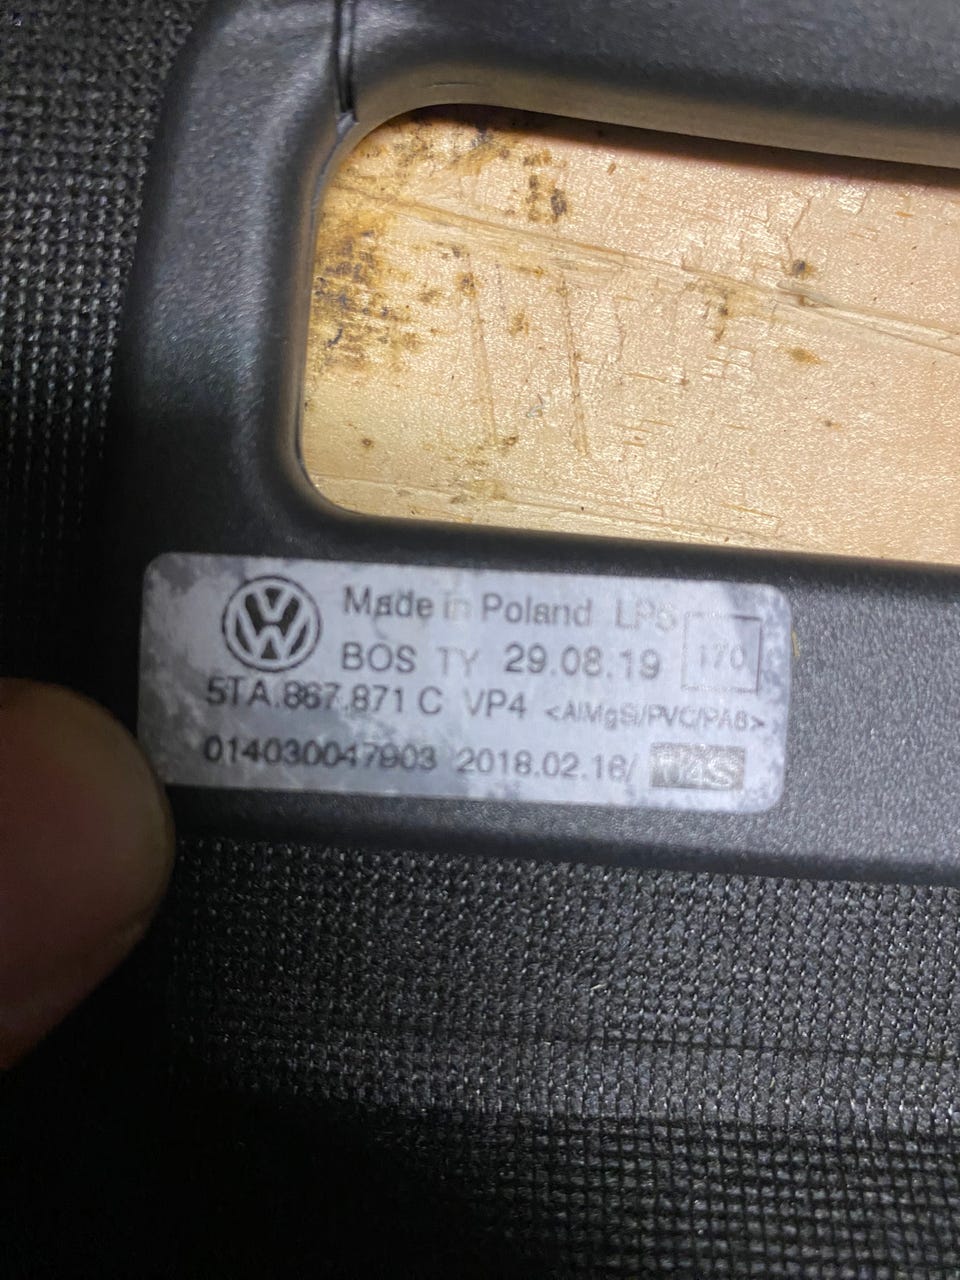 Made in Poland LP5
BOS TY 29.08.19 170
5TA.867.871 C VP4 <AlMgSi/PVC/PA6>
014030047903 2018.02.16/